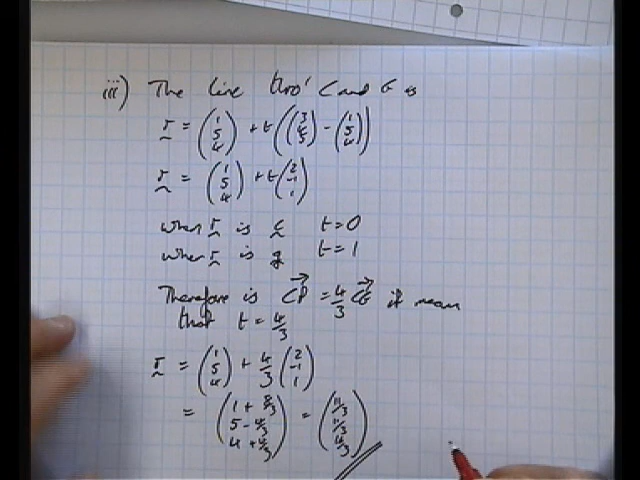 iii) The line thro' C and G is
r = (1 5 4) + t((3 4 5) - (1 5 4))
r = (1 5 4) + t(2 -1 1)
when r is c t=0
when r is g t=1
Therefore is CP = 4/3 CG it mean
that t = 4/3
r = (1 5 4) + 4/3 (2 -1 1)
= (1 + 8/3 5 - 4/3 4 + 4/3) = (11/3 11/3 16/3)